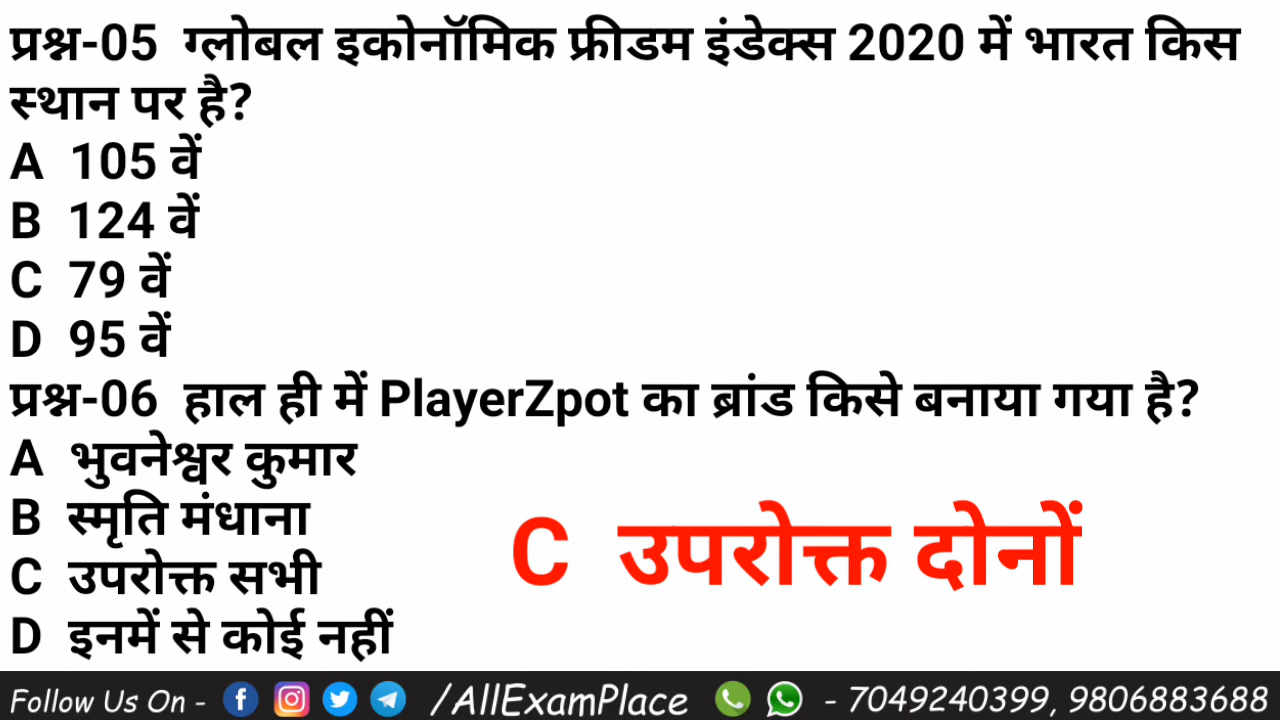 प्रश्न-05 ग्लोबल इकोनॉमिक फ्रीडम इंडेक्स 2020 में भारत किस
स्थान पर है?
A 105 वें
B 124 वें
C 79 वें
D 95 वें
प्रश्न-06 हाल ही में PlayerZpot का ब्रांड किसे बनाया गया है?
A भुवनेश्वर कुमार
B स्मृति मंधाना
C उपरोक्त सभी
D इनमें से कोई नहीं
C उपरोक्त दोनों
Follow Us On - /AllExamPlace - 7049240399, 9806883688